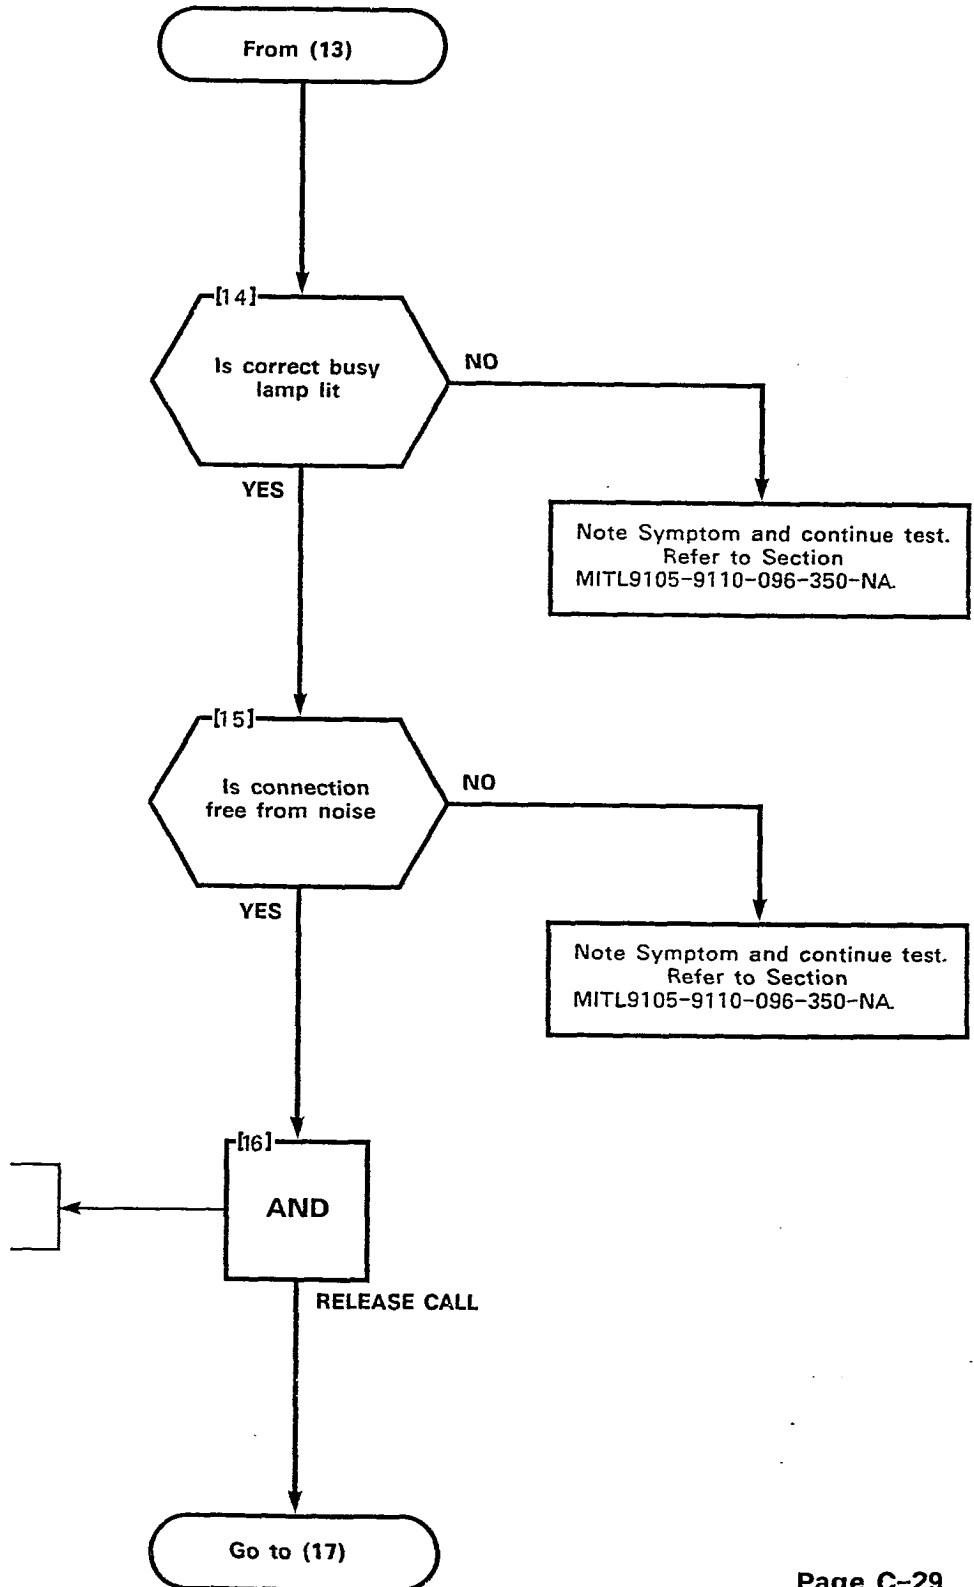 From (13)
[14]
Is correct busy
lamp lit
NO
YES
Note Symptom and continue test.
Refer to Section
MITL9105-9110-096-350-NA.
[15]
Is connection
free from noise
NO
YES
Note Symptom and continue test.
Refer to Section
MITL9105-9110-096-350-NA.
[16]
AND
RELEASE CALL
Go to (17)
Page C-29